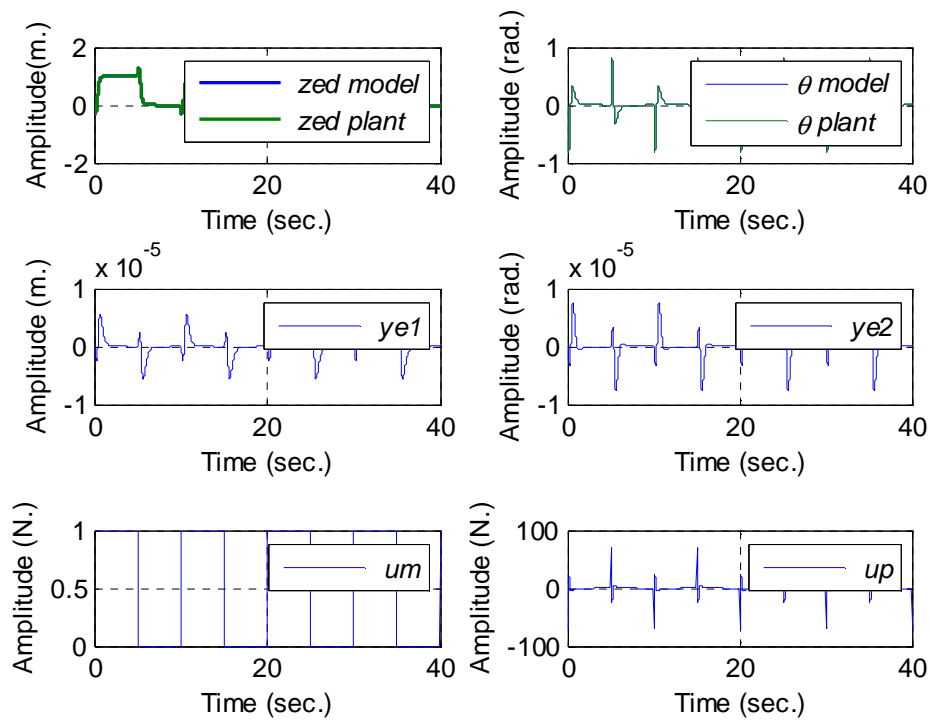 Amplitude(m.)
2
0
-2
zed model
zed plant
0
20
40
Time (sec.)
Amplitude (rad.)
1
0
-1
θ model
θ plant
0
20
40
Time (sec.)
x 10^-5
Amplitude (m.)
1
0
-1
ye1
0
20
40
Time (sec.)
x 10^-5
Amplitude (rad.)
1
0
-1
ye2
0
20
40
Time (sec.)
Amplitude (N.)
1
0.5
0
um
0
20
40
Time (sec.)
Amplitude (N.)
100
0
-100
up
0
20
40
Time (sec.)